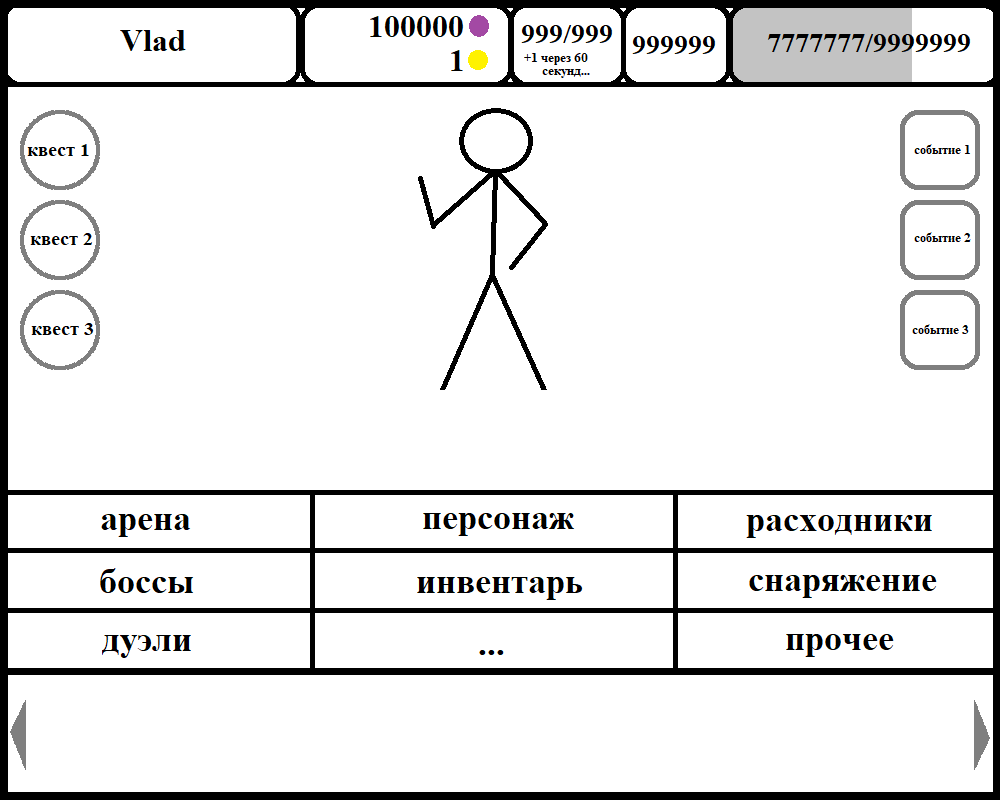 Vlad
100000
1
999/999
+1 через 60
секунд...
999999
7777777/9999999
квест 1
квест 2
квест 3
событие 1
событие 2
событие 3
арена
персонаж
расходники
боссы
инвентарь
снаряжение
дуэли
...
прочее